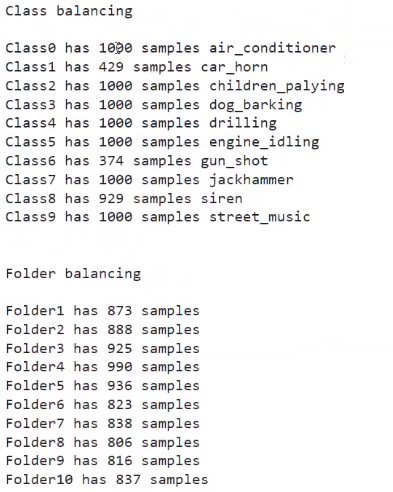 Class balancing
Class0 has 1000 samples air_conditioner
Class1 has 429 samples car_horn
Class2 has 1000 samples children_palying
Class3 has 1000 samples dog_barking
Class4 has 1000 samples drilling
Class5 has 1000 samples engine_idling
Class6 has 374 samples gun_shot
Class7 has 1000 samples jackhammer
Class8 has 929 samples siren
Class9 has 1000 samples street_music
Folder balancing
Folder1 has 873 samples
Folder2 has 888 samples
Folder3 has 925 samples
Folder4 has 990 samples
Folder5 has 936 samples
Folder6 has 823 samples
Folder7 has 838 samples
Folder8 has 806 samples
Folder9 has 816 samples
Folder10 has 837 samples